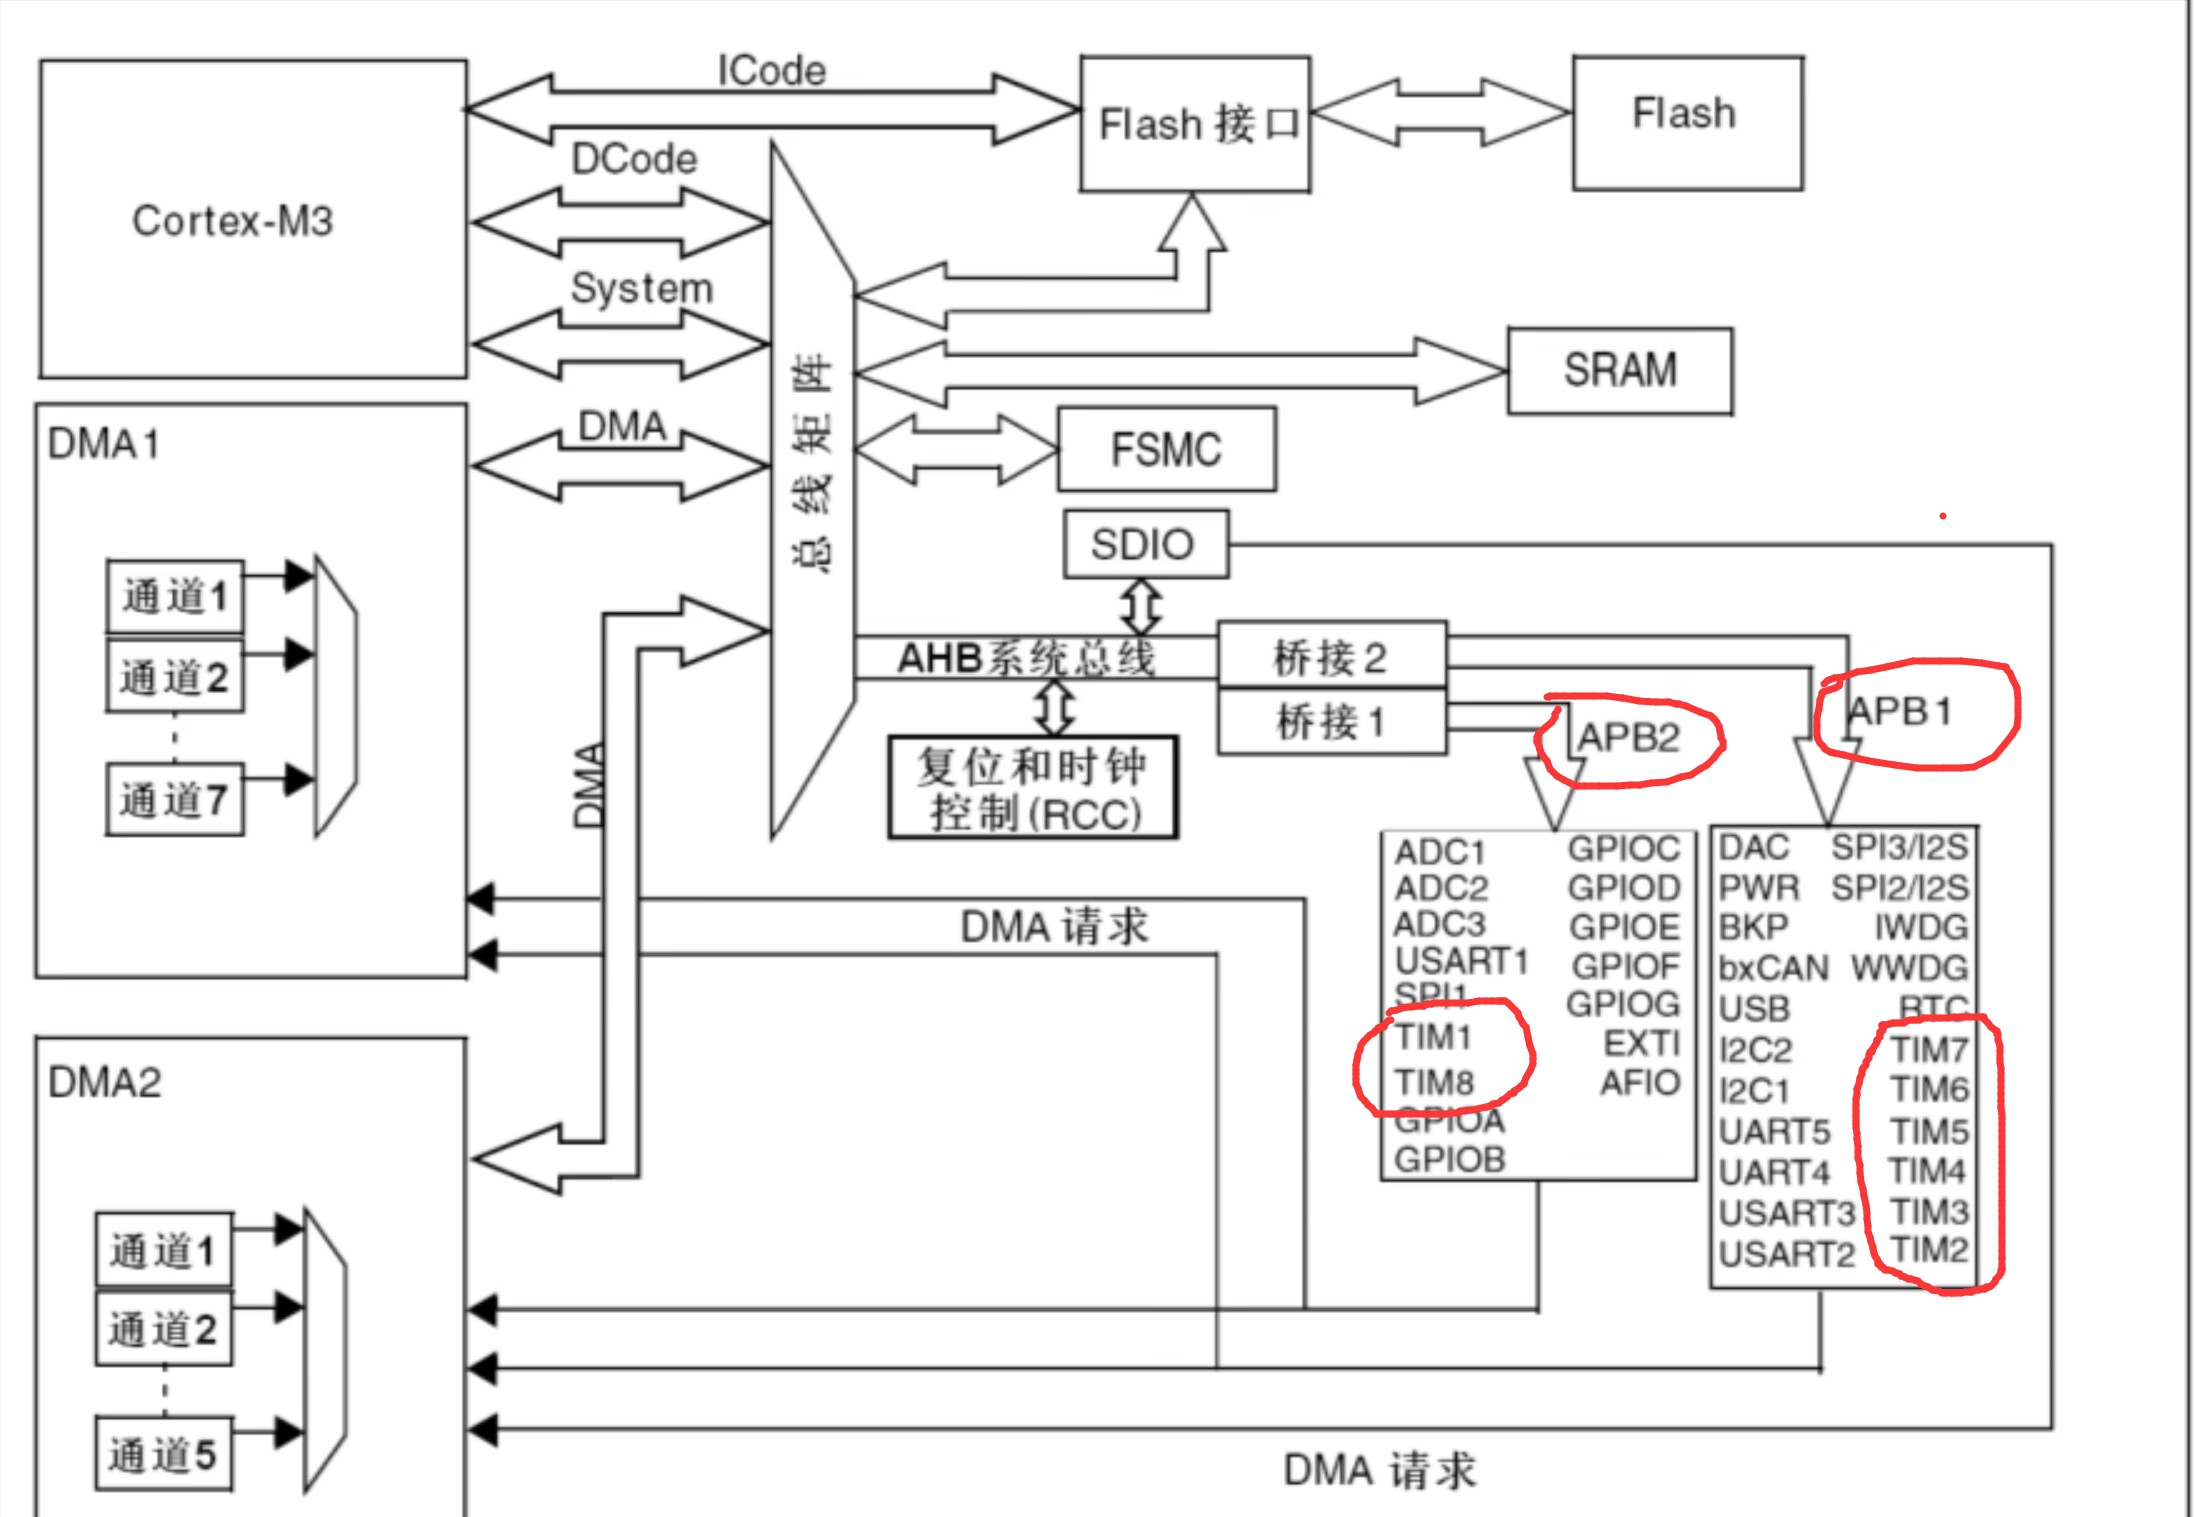 ICode
Flash 接口
Flash
DCode
Cortex-M3
System
总线矩阵
SRAM
DMA
FSMC
DMA1
SDIO
通道1
通道2
通道7
AHB系统总线
桥接2
桥接1
APB2
APB1
复位和时钟
控制(RCC)
DMA
DMA 请求
ADC1 GPIOC
ADC2 GPIOD
ADC3 GPIOE
USART1 GPIOF
SPI1 GPIOG
TIM1 EXTI
TIM8 AFIO
GPIOA
GPIOB
DAC SPI3/I2S
PWR SPI2/I2S
BKP IWDG
bxCAN WWDG
USB RTC
I2C2 TIM7
I2C1 TIM6
UART5 TIM5
UART4 TIM4
USART3 TIM3
USART2 TIM2
DMA2
通道1
通道2
通道5
DMA 请求